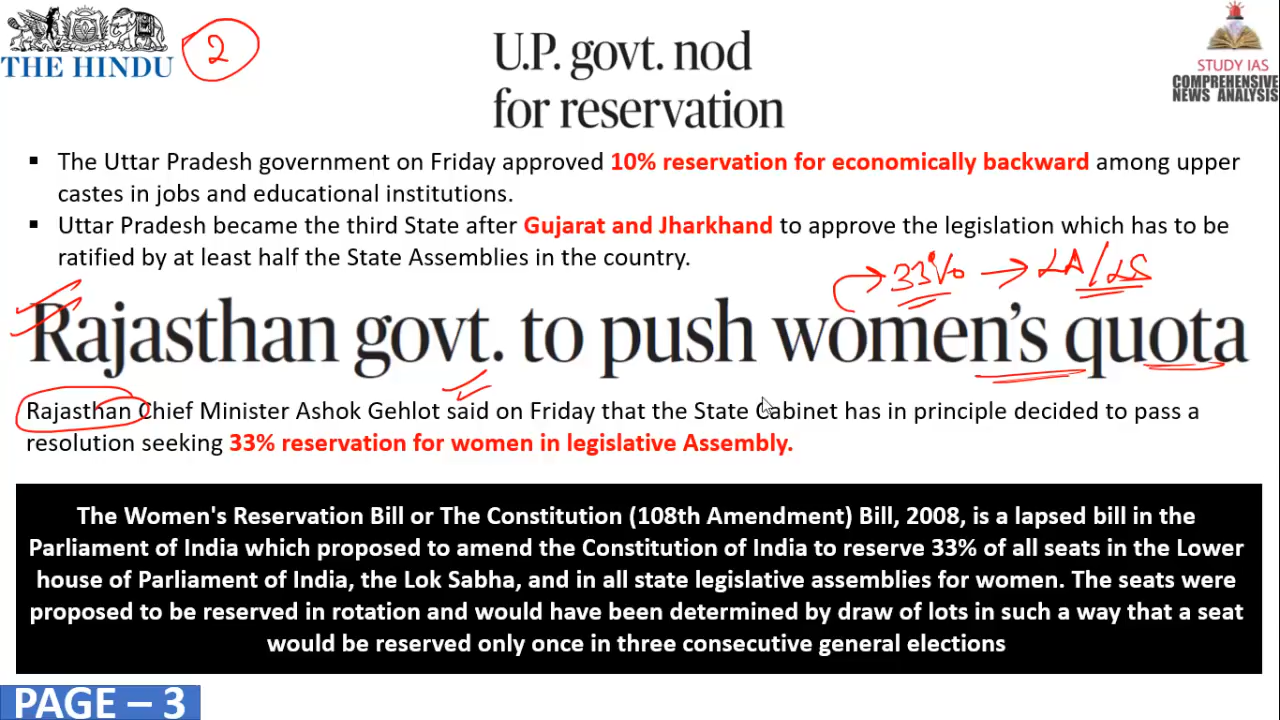 THE HINDU
2
U.P. govt. nod
for reservation
STUDY IAS
COMPREHENSIVE
NEWS ANALYSIS
▪ The Uttar Pradesh government on Friday approved 10% reservation for economically backward among upper
castes in jobs and educational institutions.
▪ Uttar Pradesh became the third State after Gujarat and Jharkhand to approve the legislation which has to be
ratified by at least half the State Assemblies in the country.
33% → LA/LS
Rajasthan govt. to push women's quota
Rajasthan Chief Minister Ashok Gehlot said on Friday that the State Cabinet has in principle decided to pass a
resolution seeking 33% reservation for women in legislative Assembly.
The Women's Reservation Bill or The Constitution (108th Amendment) Bill, 2008, is a lapsed bill in the
Parliament of India which proposed to amend the Constitution of India to reserve 33% of all seats in the Lower
house of Parliament of India, the Lok Sabha, and in all state legislative assemblies for women. The seats were
proposed to be reserved in rotation and would have been determined by draw of lots in such a way that a seat
would be reserved only once in three consecutive general elections
PAGE – 3